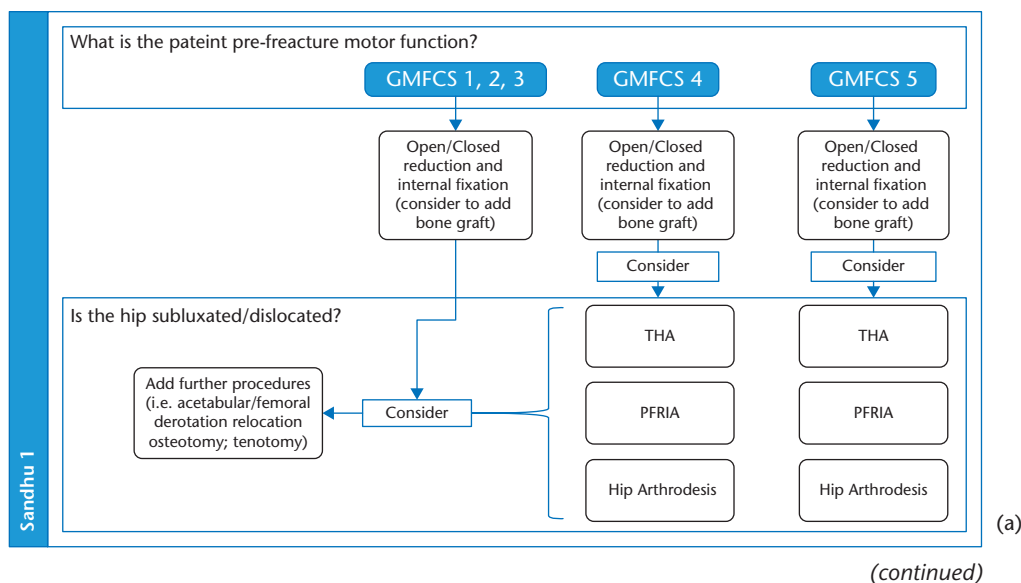 What is the pateint pre-freacture motor function?
GMFCS 1, 2, 3
GMFCS 4
GMFCS 5
Open/Closed
reduction and
internal fixation
(consider to add
bone graft)
Open/Closed
reduction and
internal fixation
(consider to add
bone graft)
Open/Closed
reduction and
internal fixation
(consider to add
bone graft)
Consider
Consider
Is the hip subluxated/dislocated?
Add further procedures
(i.e. acetabular/femoral
derotation relocation
osteotomy; tenotomy)
Consider
THA
THA
PFRIA
PFRIA
Hip Arthrodesis
Hip Arthrodesis
Sandhu 1
(a)
(continued)